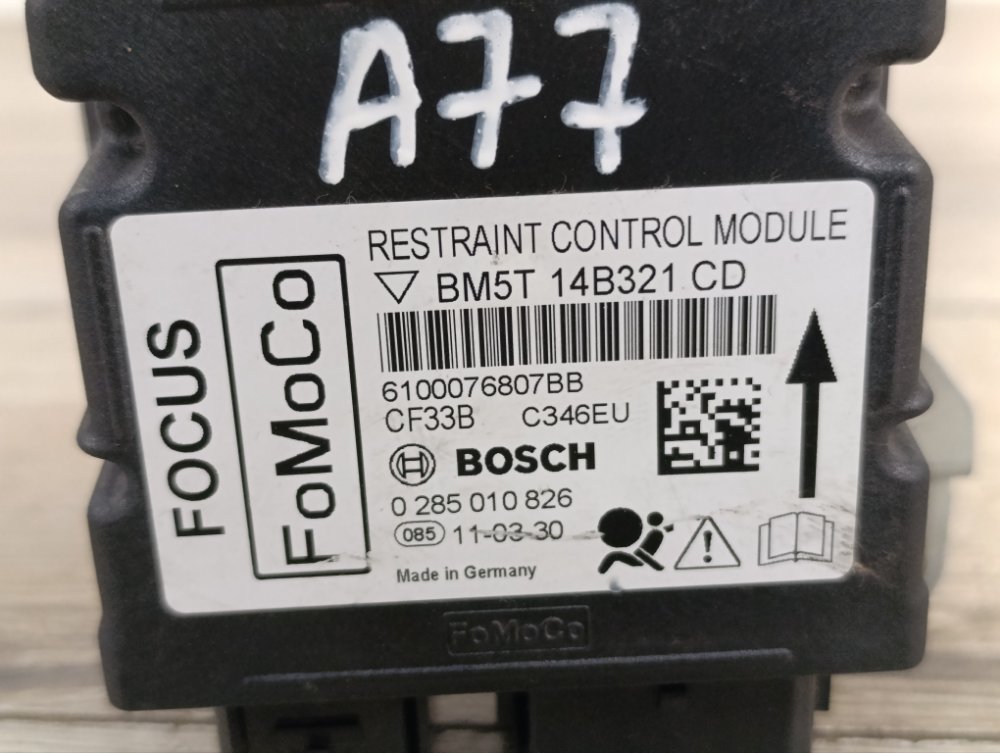 A77
RESTRAINT CONTROL MODULE
BM5T 14B321 CD
6100076807BB
CF33B C346EU
BOSCH
0 285 010 826
085 11-03-30
Made in Germany
FOCUS
FoMoCo
FoMoCo